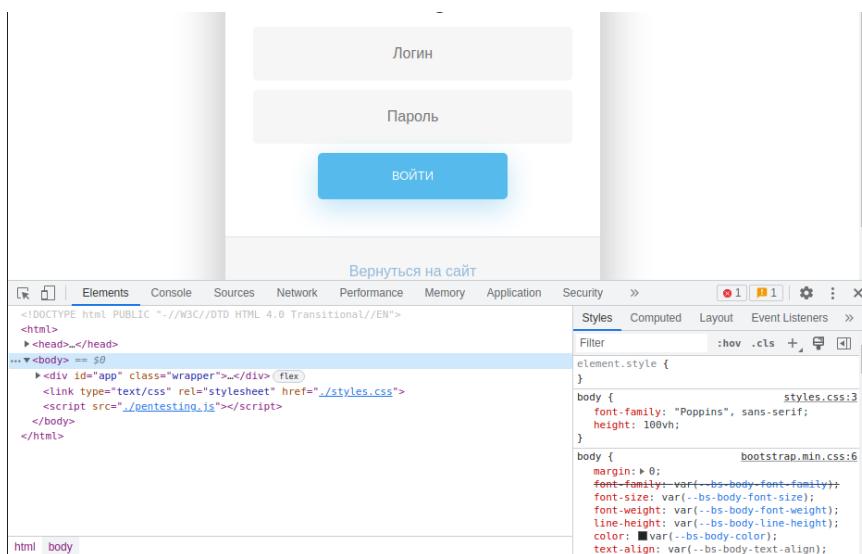 Логин
Пароль
ВОЙТИ
Вернуться на сайт
Elements Console Sources Network Performance Memory Application Security » 1 1
<!DOCTYPE html PUBLIC "-//W3C//DTD HTML 4.0 Transitional//EN">
<html>
<head>…</head>
<body> == $0
<div id="app" class="wrapper">…</div> flex
<link type="text/css" rel="stylesheet" href="./styles.css">
<script src="./pentesting.js"></script>
</body>
</html>
html body
Styles Computed Layout Event Listeners »
Filter :hov .cls +
element.style {
}
body { styles.css:3
font-family: "Poppins", sans-serif;
height: 100vh;
}
body { bootstrap.min.css:6
margin: 0;
font-family: var(--bs-body-font-family);
font-size: var(--bs-body-font-size);
font-weight: var(--bs-body-font-weight);
line-height: var(--bs-body-line-height);
color: var(--bs-body-color);
text-align: var(--bs-body-text-align);